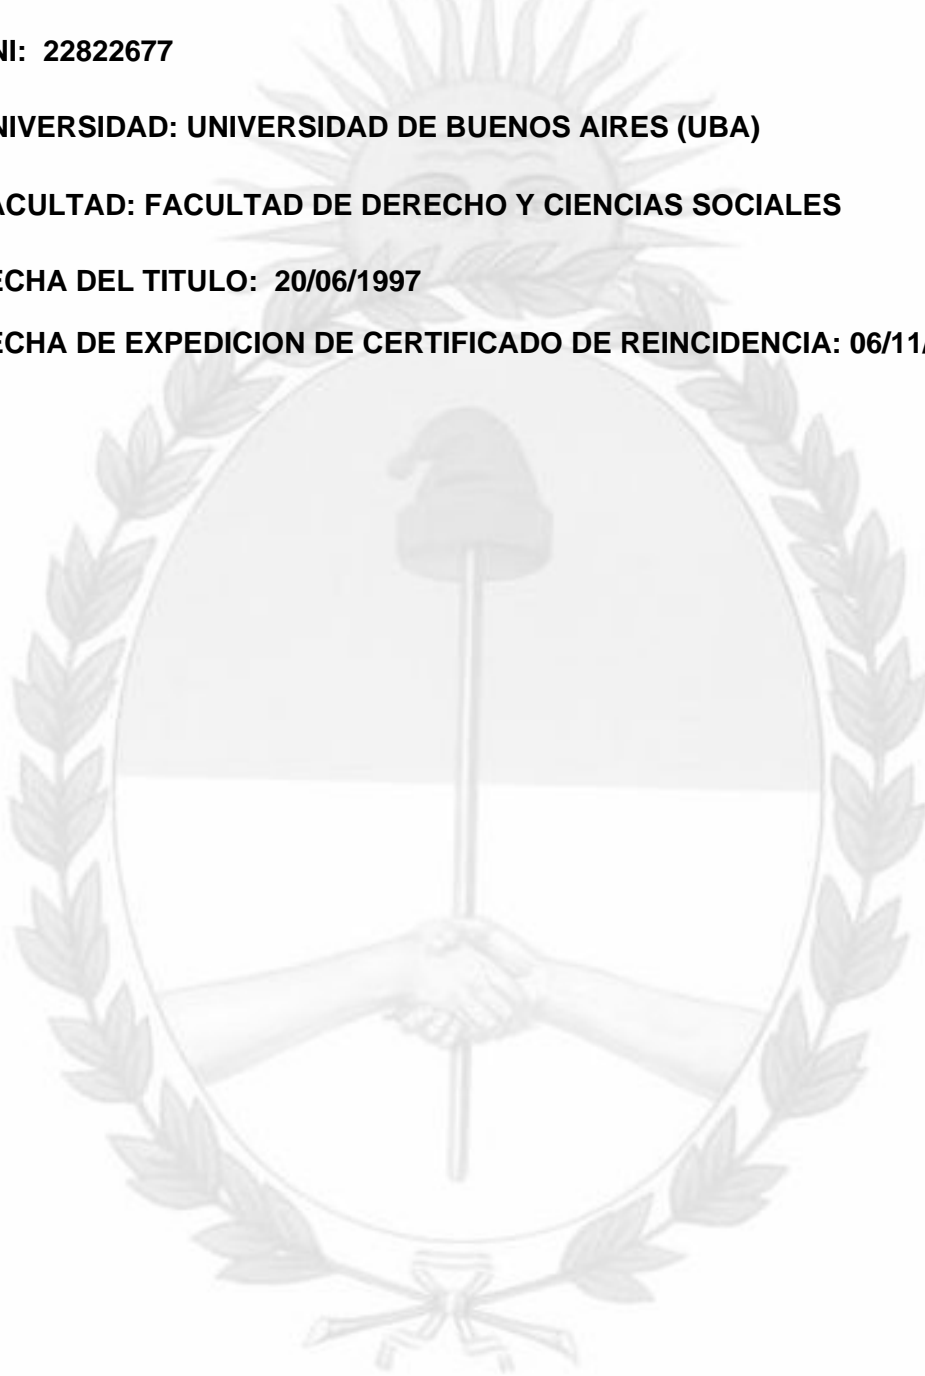 NI: 22822677
NIVERSIDAD: UNIVERSIDAD DE BUENOS AIRES (UBA)
ACULTAD: FACULTAD DE DERECHO Y CIENCIAS SOCIALES
ECHA DEL TITULO: 20/06/1997
ECHA DE EXPEDICION DE CERTIFICADO DE REINCIDENCIA: 06/11/